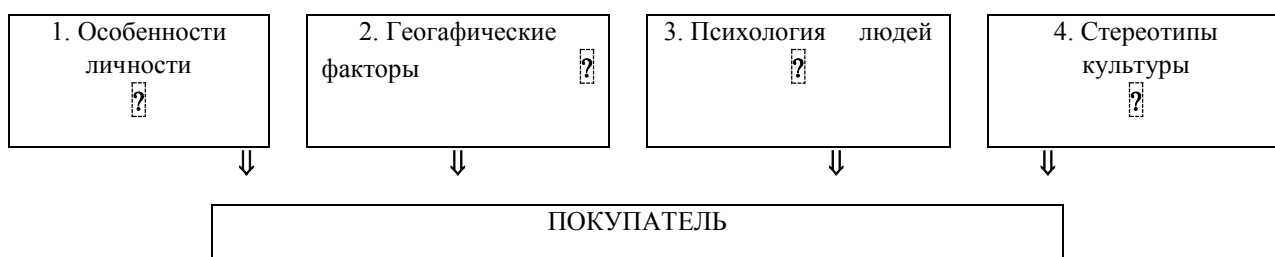 1. Особенности
личности
?
2. Геогафические
факторы ?
3. Психология людей
?
4. Стереотипы
культуры
?
⇓ ⇓ ⇓ ⇓
ПОКУПАТЕЛЬ